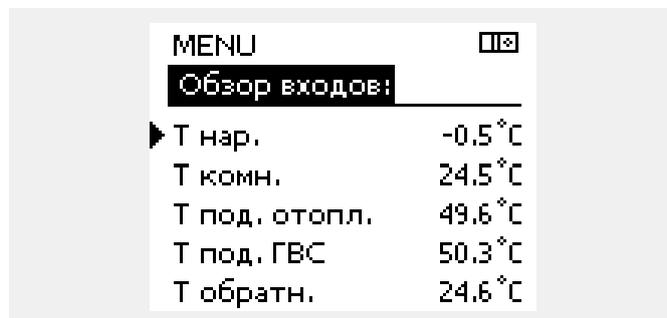 MENU
Обзор входов:
Т нар. -0.5°C
Т комн. 24.5°C
Т под. отопл. 49.6°C
Т под. ГВС 50.3°C
Т обратн. 24.6°C